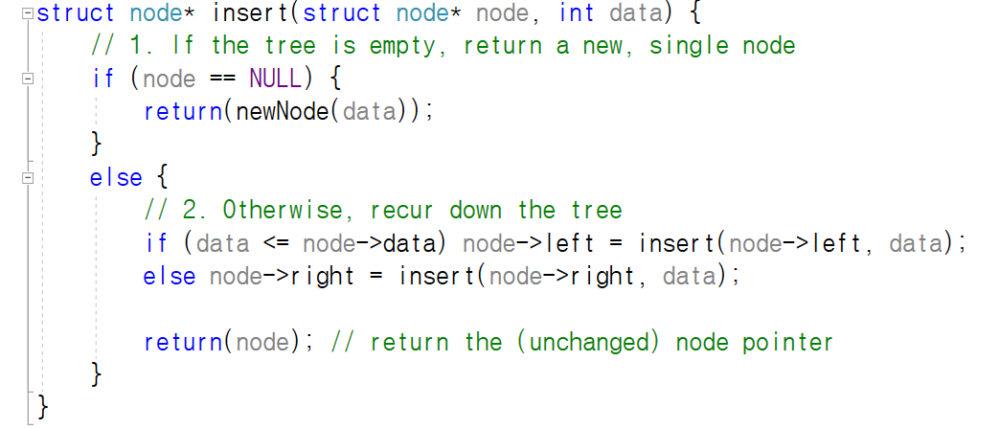 struct node* insert(struct node* node, int data) {
// 1. If the tree is empty, return a new, single node
if (node == NULL) {
return(newNode(data));
}
else {
// 2. Otherwise, recur down the tree
if (data <= node->data) node->left = insert(node->left, data);
else node->right = insert(node->right, data);
return(node); // return the (unchanged) node pointer
}
}